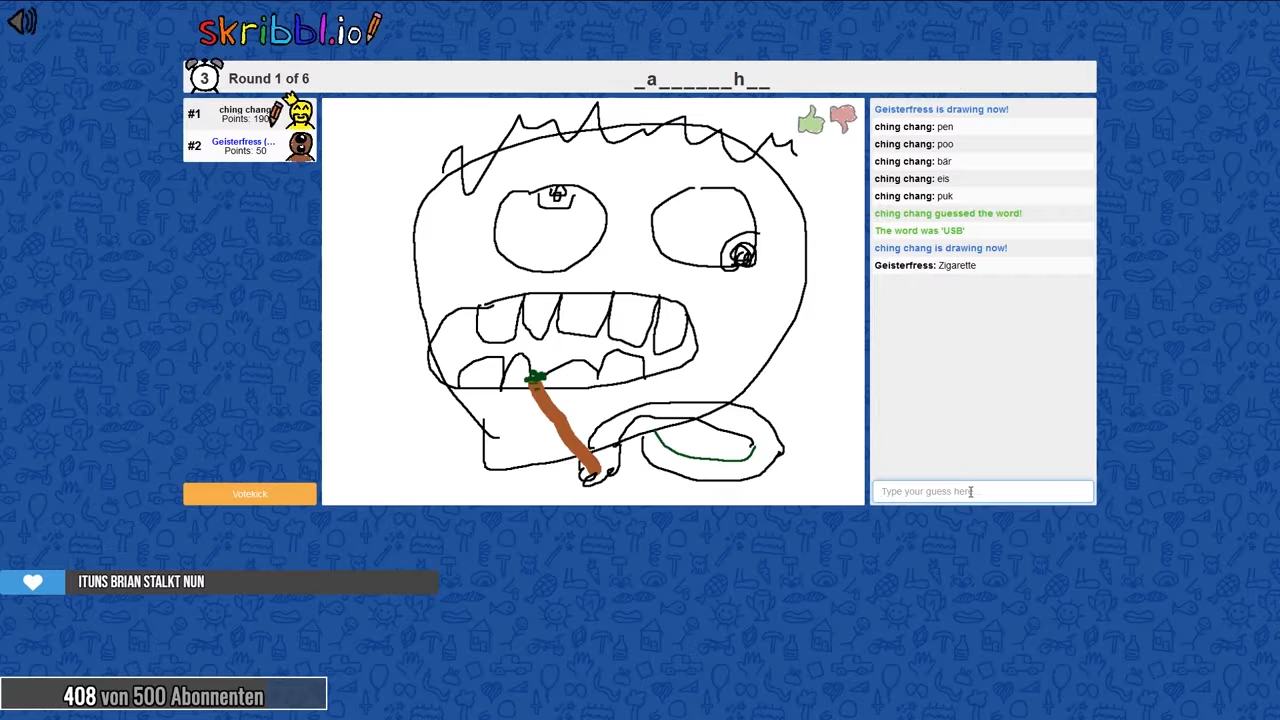 skribbl.io
3
Round 1 of 6
_a______h__
#1
ching chang
Points: 190
#2
Geisterfress (...
Points: 50
Geisterfress is drawing now!
ching chang: pen
ching chang: poo
ching chang: bär
ching chang: eis
ching chang: puk
ching chang guessed the word!
The word was 'USB'
ching chang is drawing now!
Geisterfress: Zigarette
Votekick
Type your guess here...
ITUNS BRIAN STALKT NUN
408 von 500 Abonnenten